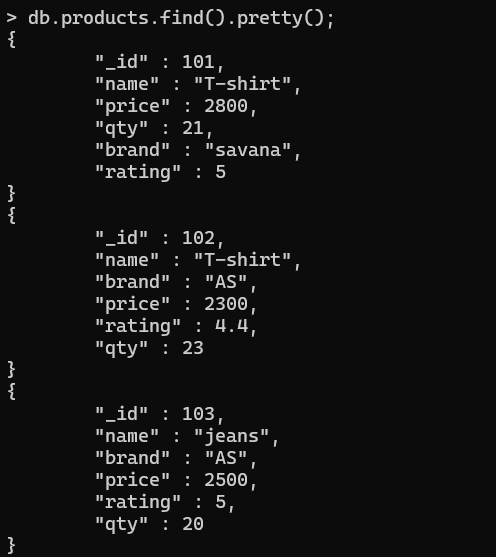 > db.products.find().pretty();
{
        "_id" : 101,
        "name" : "T-shirt",
        "price" : 2800,
        "qty" : 21,
        "brand" : "savana",
        "rating" : 5
}
{
        "_id" : 102,
        "name" : "T-shirt",
        "brand" : "AS",
        "price" : 2300,
        "rating" : 4.4,
        "qty" : 23
}
{
        "_id" : 103,
        "name" : "jeans",
        "brand" : "AS",
        "price" : 2500,
        "rating" : 5,
        "qty" : 20
}